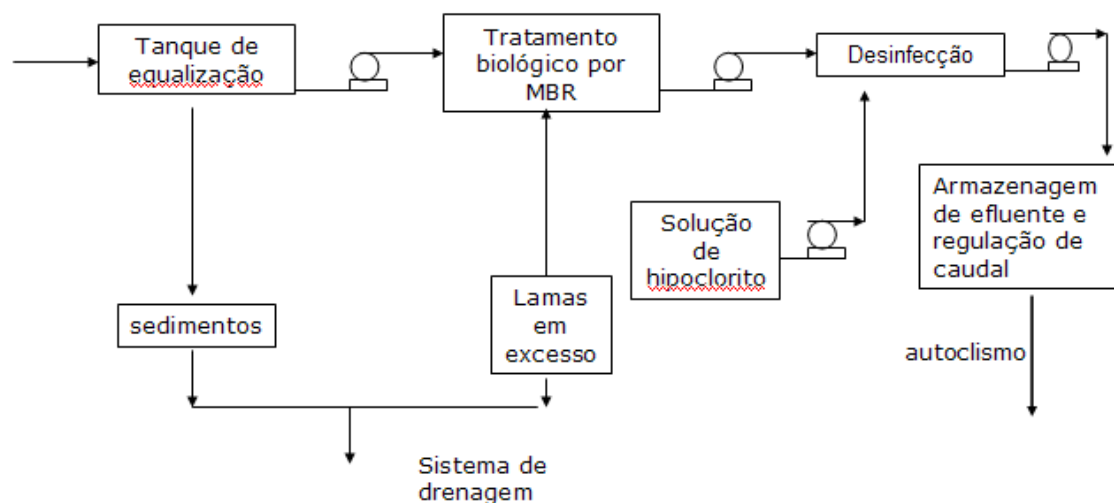 Tanque de
equalização
Tratamento
biológico por
MBR
Desinfecção
Solução
de
hipoclorito
Armazenagem
de efluente e
regulação de
caudal
sedimentos
Lamas
em
excesso
autoclismo
Sistema de
drenagem